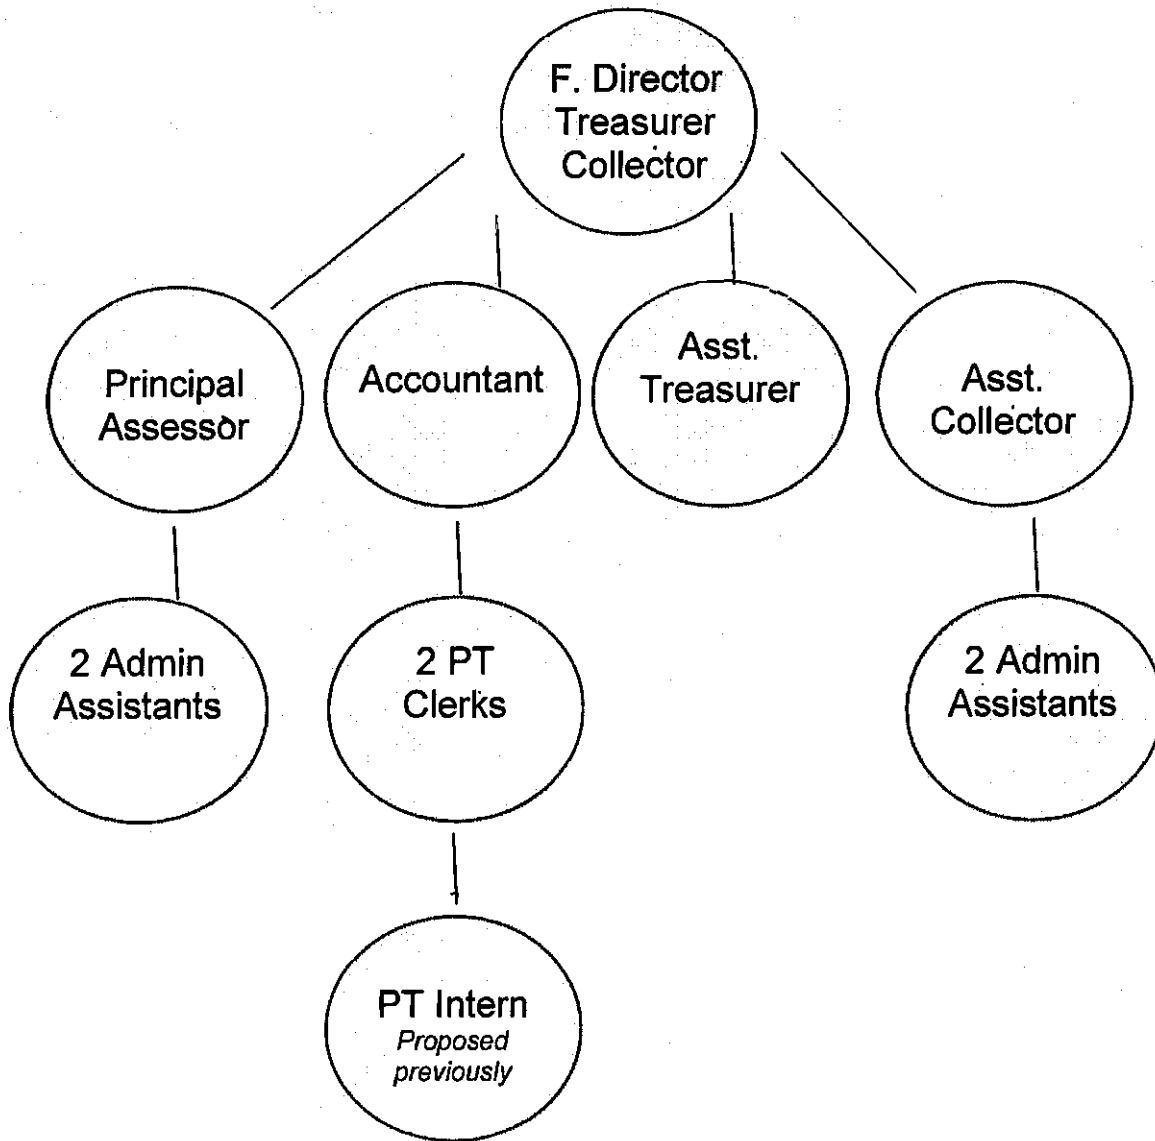 F. Director
Treasurer
Collector
Principal
Assessor
Accountant
Asst.
Treasurer
Asst.
Collector
2 Admin
Assistants
2 PT
Clerks
2 Admin
Assistants
PT Intern
Proposed
previously